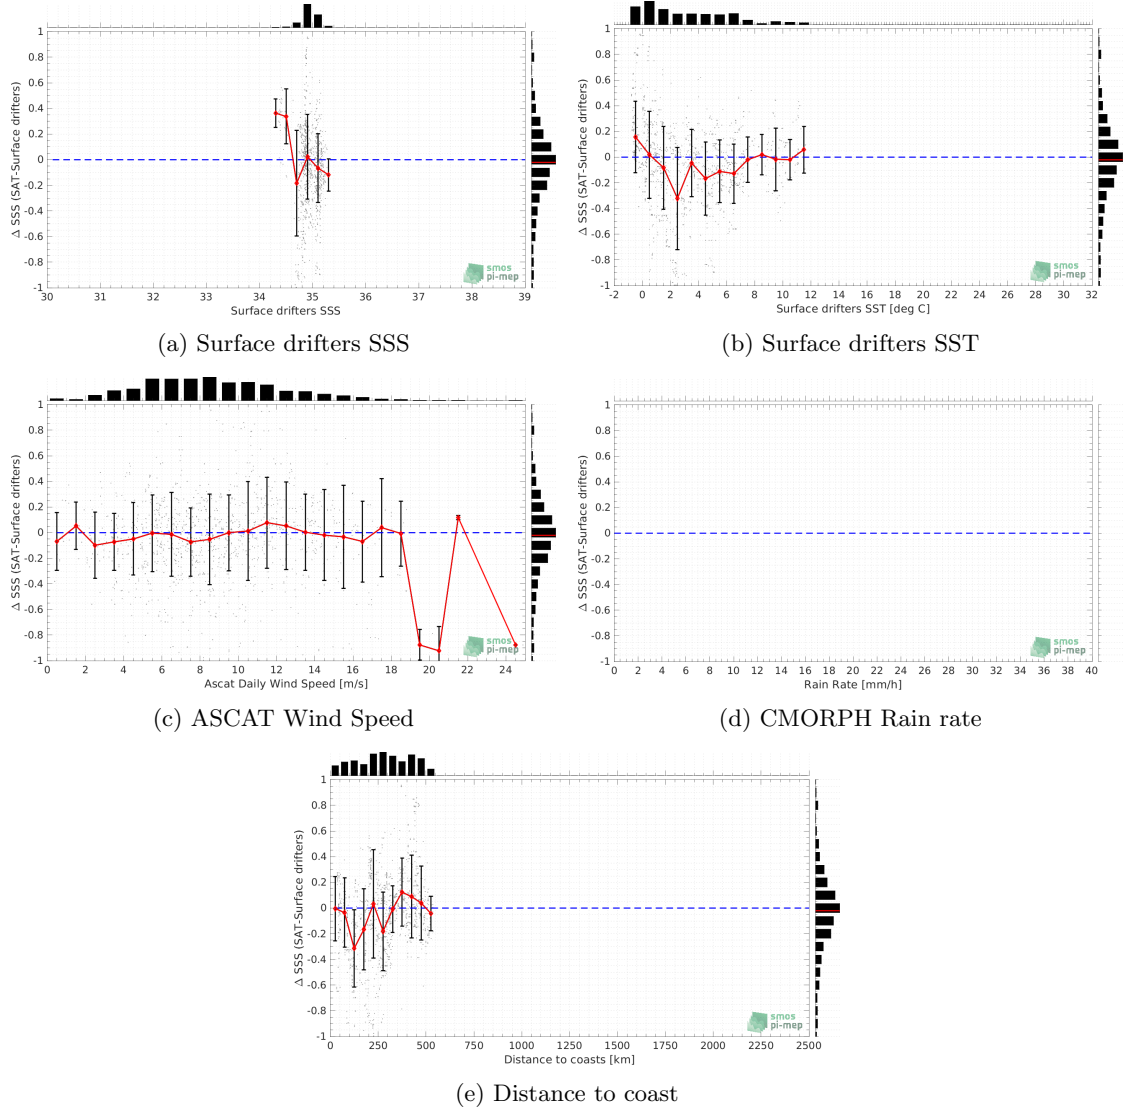 1
0.8
0.6
0.4
0.2
0
-0.2
-0.4
-0.6
-0.8
-1
Δ SSS (SAT-Surface drifters)
30 31 32 33 34 35 36 37 38 39
Surface drifters SSS
smos
pi-mep
(a) Surface drifters SSS
1
0.8
0.6
0.4
0.2
0
-0.2
-0.4
-0.6
-0.8
-1
Δ SSS (SAT-Surface drifters)
-2 0 2 4 6 8 10 12 14 16 18 20 22 24 26 28 30 32
Surface drifters SST [deg C]
smos
pi-mep
(b) Surface drifters SST
1
0.8
0.6
0.4
0.2
0
-0.2
-0.4
-0.6
-0.8
-1
Δ SSS (SAT-Surface drifters)
0 2 4 6 8 10 12 14 16 18 20 22 24
Ascat Daily Wind Speed [m/s]
smos
pi-mep
(c) ASCAT Wind Speed
1
0.8
0.6
0.4
0.2
0
-0.2
-0.4
-0.6
-0.8
-1
Δ SSS (SAT-Surface drifters)
0 2 4 6 8 10 12 14 16 18 20 22 24 26 28 30 32 34 36 38 40
Rain Rate [mm/h]
smos
pi-mep
(d) CMORPH Rain rate
1
0.8
0.6
0.4
0.2
0
-0.2
-0.4
-0.6
-0.8
-1
Δ SSS (SAT-Surface drifters)
0 250 500 750 1000 1250 1500 1750 2000 2250 2500
Distance to coasts [km]
smos
pi-mep
(e) Distance to coast